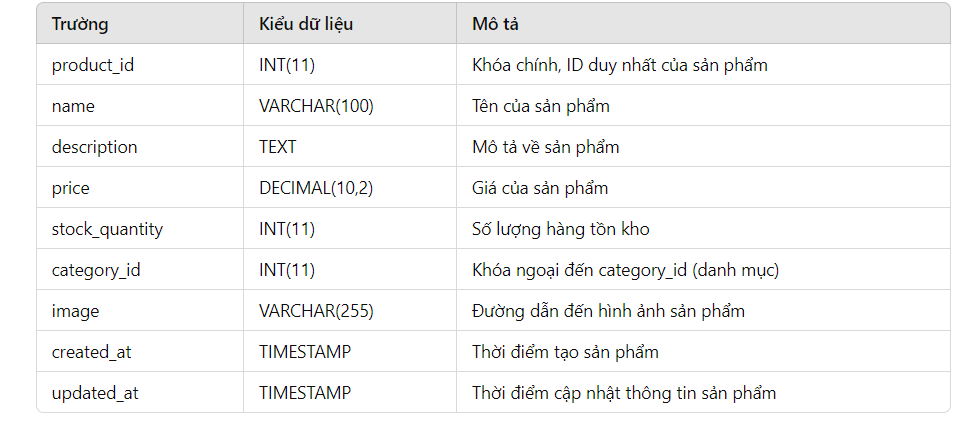 Trường Kiểu dữ liệu Mô tả
product_id INT(11) Khóa chính, ID duy nhất của sản phẩm
name VARCHAR(100) Tên của sản phẩm
description TEXT Mô tả về sản phẩm
price DECIMAL(10,2) Giá của sản phẩm
stock_quantity INT(11) Số lượng hàng tồn kho
category_id INT(11) Khóa ngoại đến category_id (danh mục)
image VARCHAR(255) Đường dẫn đến hình ảnh sản phẩm
created_at TIMESTAMP Thời điểm tạo sản phẩm
updated_at TIMESTAMP Thời điểm cập nhật thông tin sản phẩm